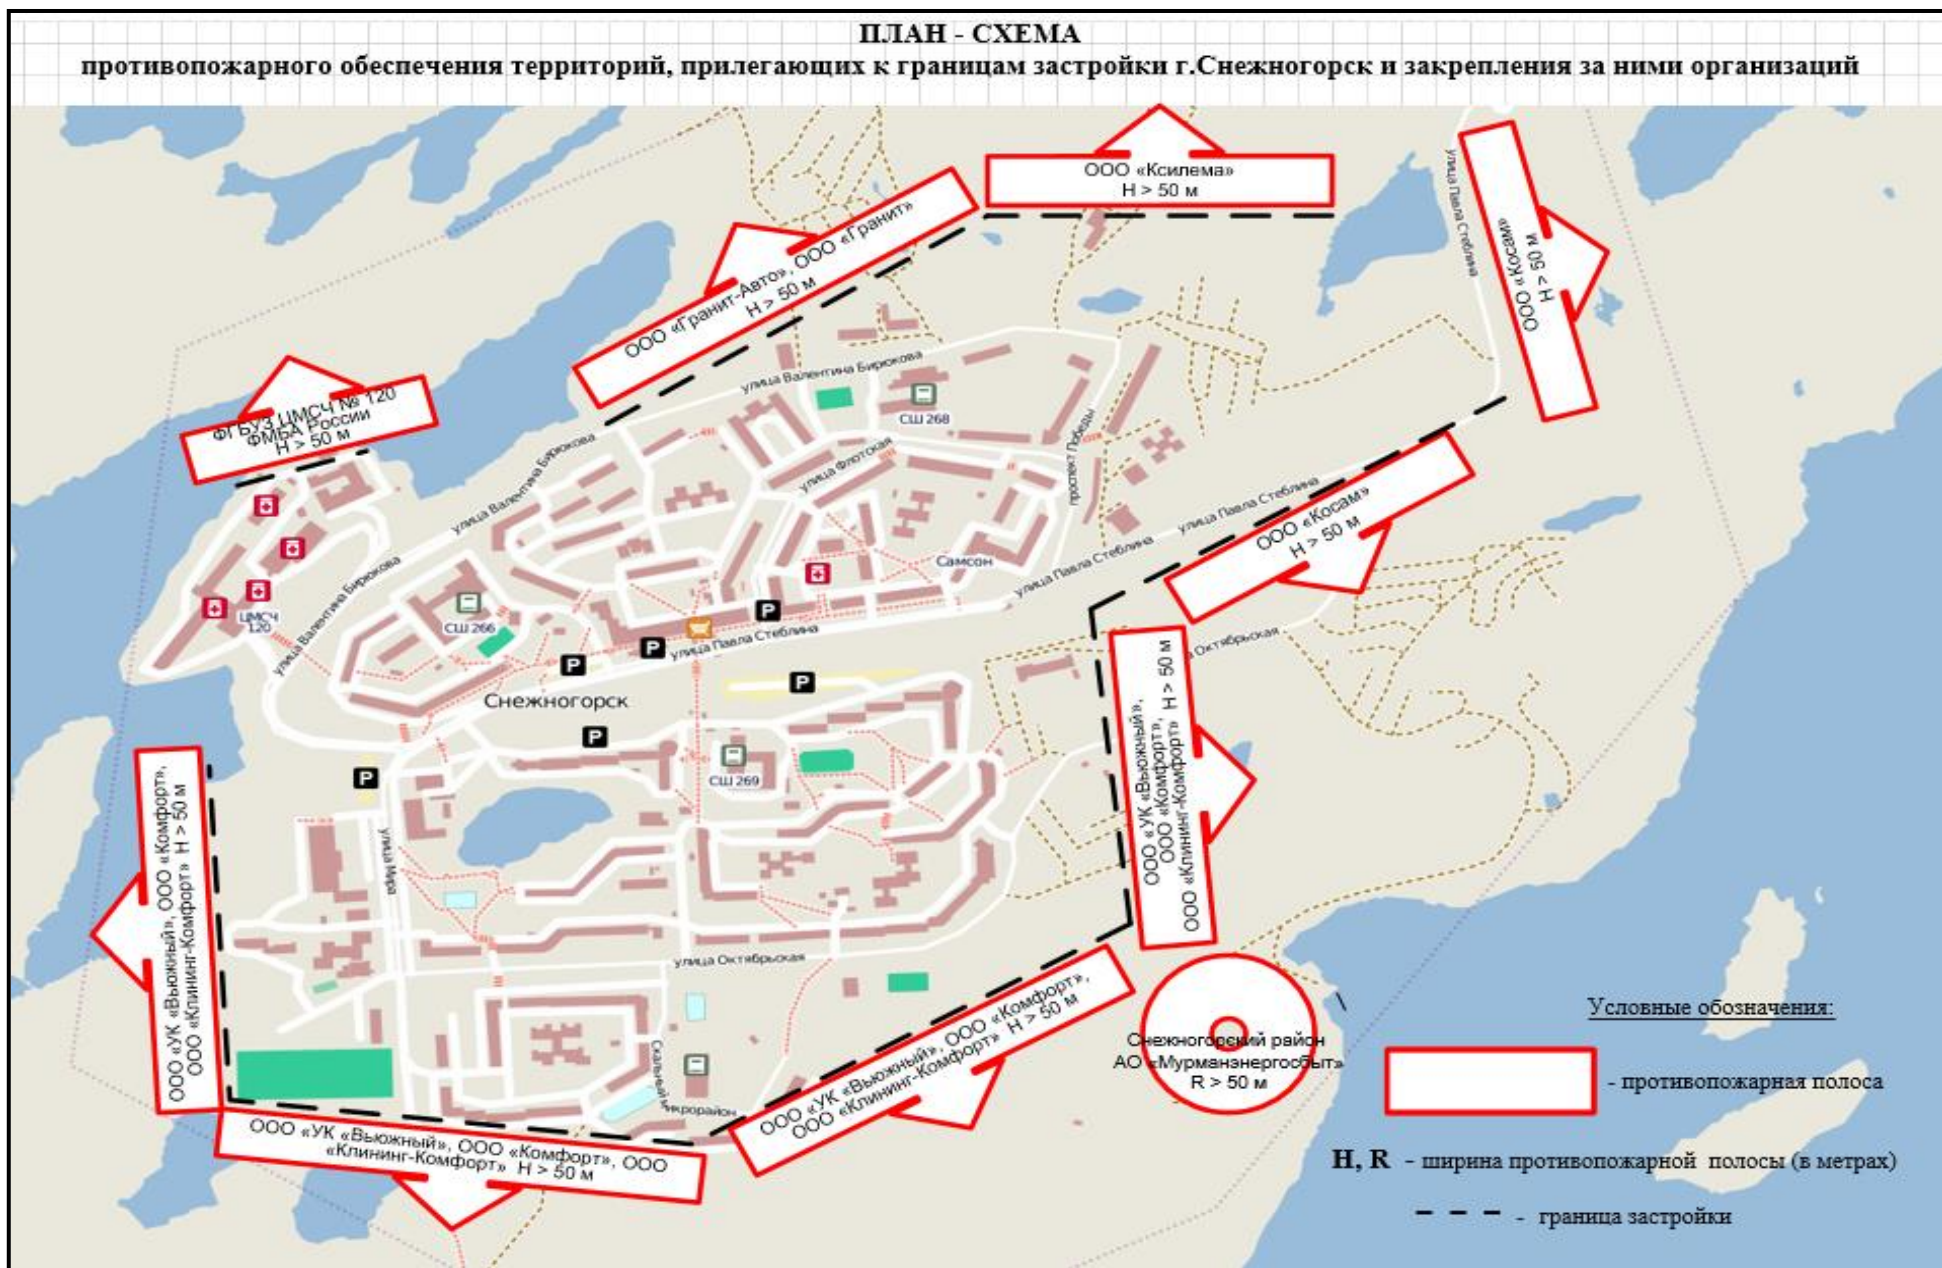 ПЛАН - СХЕМА
противопожарного обеспечения территорий, прилегающих к границам застройки г.Снежногорск и закрепления за ними организаций
ООО «Ксилема»
Н > 50 м
улица Павла Стеблина
ООО «Косам»
Н > 50 м
ООО «Гранит-Авто», ООО «Гранит»
Н > 50 м
ФГБУЗ ЦМСЧ № 120
ФМБА России
Н > 50 м
улица Валентина Бирюкова
СШ 268
улица Валентина Бирюкова
улица Флотская
проспект Победы
улица Павла Стеблина
ООО «Косам»
Н > 50 м
Самсон
улица Павла Стеблина
улица Валентина Бирюкова
ЦМСЧ
120
СШ 266
P
P
P
улица Павла Стеблина
P
Снежногорск
P
P
СШ 269
Октябрьская
ООО «УК «Вьюжный»,
ООО «Комфорт»,
ООО «Клининг-Комфорт» Н > 50 м
ООО «УК «Вьюжный», ООО «Комфорт»,
ООО «Клининг-Комфорт» Н > 50 м
улица Мира
улица Октябрьская
Скальный м
икрорайон
ООО «УК «Вьюжный», ООО «Комфорт»,
ООО «Клининг-Комфорт» Н > 50 м
ООО «УК «Вьюжный», ООО «Комфорт», ООО
«Клининг-Комфорт» Н > 50 м
Снежногорский район
АО «Мурманэнергосбыт»
R > 50 м
Условные обозначения:
- противопожарная полоса
H, R - ширина противопожарной полосы (в метрах)
- граница застройки